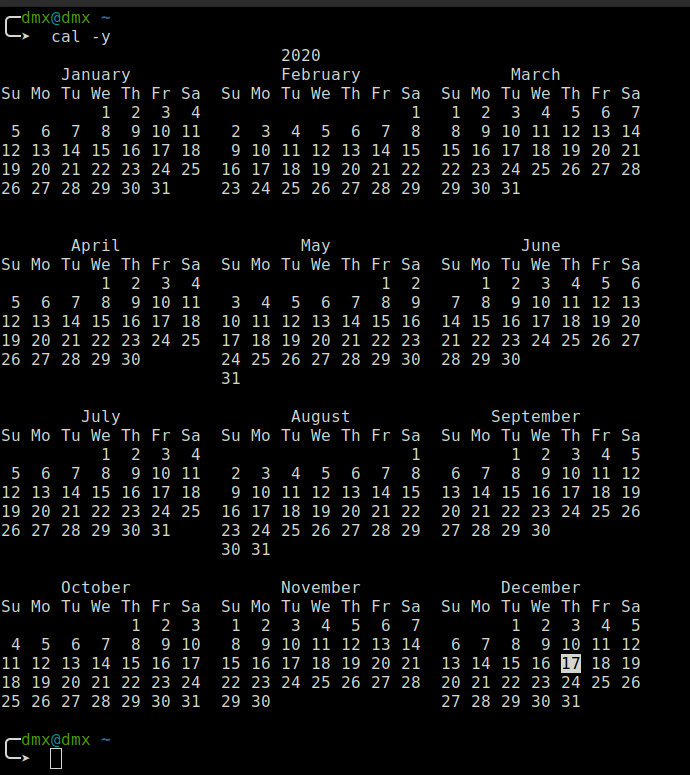 dmx@dmx ~
➤  cal -y
                            2020
      January               February               March
Su Mo Tu We Th Fr Sa  Su Mo Tu We Th Fr Sa  Su Mo Tu We Th Fr Sa
          1  2  3  4                     1   1  2  3  4  5  6  7
 5  6  7  8  9 10 11   2  3  4  5  6  7  8   8  9 10 11 12 13 14
12 13 14 15 16 17 18   9 10 11 12 13 14 15  15 16 17 18 19 20 21
19 20 21 22 23 24 25  16 17 18 19 20 21 22  22 23 24 25 26 27 28
26 27 28 29 30 31     23 24 25 26 27 28 29  29 30 31

       April                  May                   June
Su Mo Tu We Th Fr Sa  Su Mo Tu We Th Fr Sa  Su Mo Tu We Th Fr Sa
          1  2  3  4                  1  2      1  2  3  4  5  6
 5  6  7  8  9 10 11   3  4  5  6  7  8  9   7  8  9 10 11 12 13
12 13 14 15 16 17 18  10 11 12 13 14 15 16  14 15 16 17 18 19 20
19 20 21 22 23 24 25  17 18 19 20 21 22 23  21 22 23 24 25 26 27
26 27 28 29 30        24 25 26 27 28 29 30  28 29 30
                      31

        July                 August              September
Su Mo Tu We Th Fr Sa  Su Mo Tu We Th Fr Sa  Su Mo Tu We Th Fr Sa
          1  2  3  4                     1         1  2  3  4  5
 5  6  7  8  9 10 11   2  3  4  5  6  7  8   6  7  8  9 10 11 12
12 13 14 15 16 17 18   9 10 11 12 13 14 15  13 14 15 16 17 18 19
19 20 21 22 23 24 25  16 17 18 19 20 21 22  20 21 22 23 24 25 26
26 27 28 29 30 31     23 24 25 26 27 28 29  27 28 29 30
                      30 31

      October               November              December
Su Mo Tu We Th Fr Sa  Su Mo Tu We Th Fr Sa  Su Mo Tu We Th Fr Sa
             1  2  3   1  2  3  4  5  6  7         1  2  3  4  5
 4  5  6  7  8  9 10   8  9 10 11 12 13 14   6  7  8  9 10 11 12
11 12 13 14 15 16 17  15 16 17 18 19 20 21  13 14 15 16 17 18 19
18 19 20 21 22 23 24  22 23 24 25 26 27 28  20 21 22 23 24 25 26
25 26 27 28 29 30 31  29 30                 27 28 29 30 31

dmx@dmx ~
➤